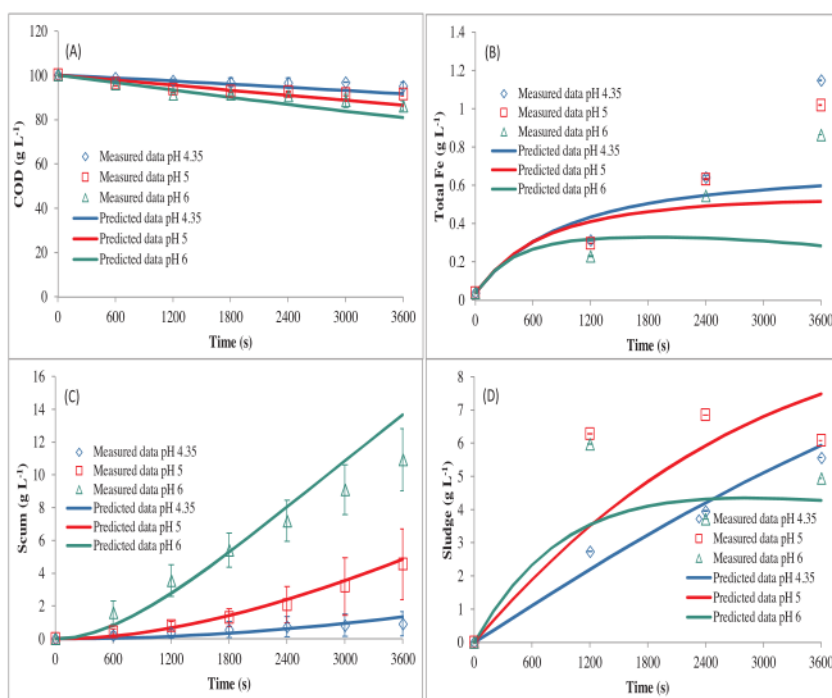 (A)
120
100
80
60
40
20
0
COD (g L-1)
Measured data pH 4.35
Measured data pH 5
Measured data pH 6
Predicted data pH 4.35
Predicted data pH 5
Predicted data pH 6
0 600 1200 1800 2400 3000 3600
Time (s)
(B)
1.4
1.2
1
0.8
0.6
0.4
0.2
0
Total Fe (g L-1)
Measured data pH 4.35
Measured data pH 5
Measured data pH 6
Predicted data pH 4.35
Predicted data pH 5
Predicted data pH 6
0 600 1200 1800 2400 3000 3600
Time (s)
(C)
16
14
12
10
8
6
4
2
0
Scum (g L-1)
Measured data pH 4.35
Measured data pH 5
Measured data pH 6
Predicted data pH 4.35
Predicted data pH 5
Predicted data pH 6
0 600 1200 1800 2400 3000 3600
Time (s)
(D)
8
7
6
5
4
3
2
1
0
Sludge (g L-1)
Measured data pH 4.35
Measured data pH 5
Measured data pH 6
Predicted data pH 4.35
Predicted data pH 5
Predicted data pH 6
0 600 1200 1800 2400 3000 3600
Time (s)